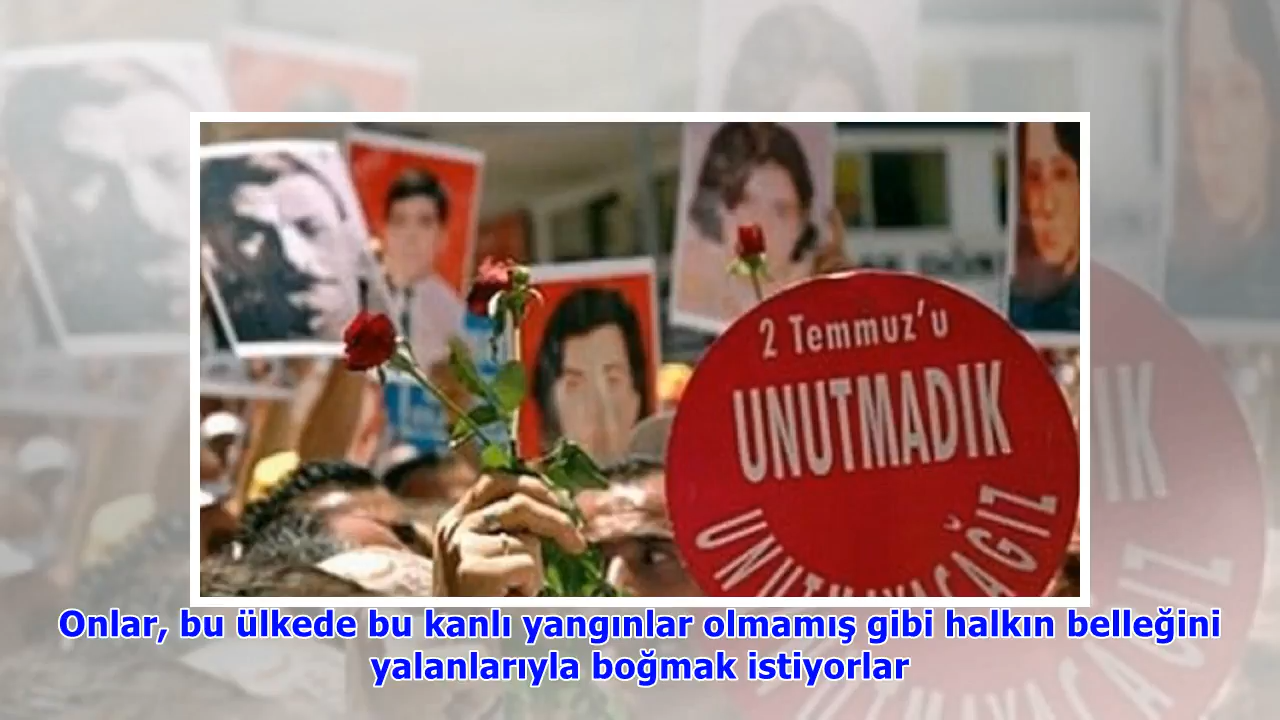 2 Temmuz'u
UNUTMADIK
UNUTMAYACAĞIZ
Onlar, bu ülkede bu kanlı yangınlar olmamış gibi halkın belleğini
yalanlarıyla boğmak istiyorlar